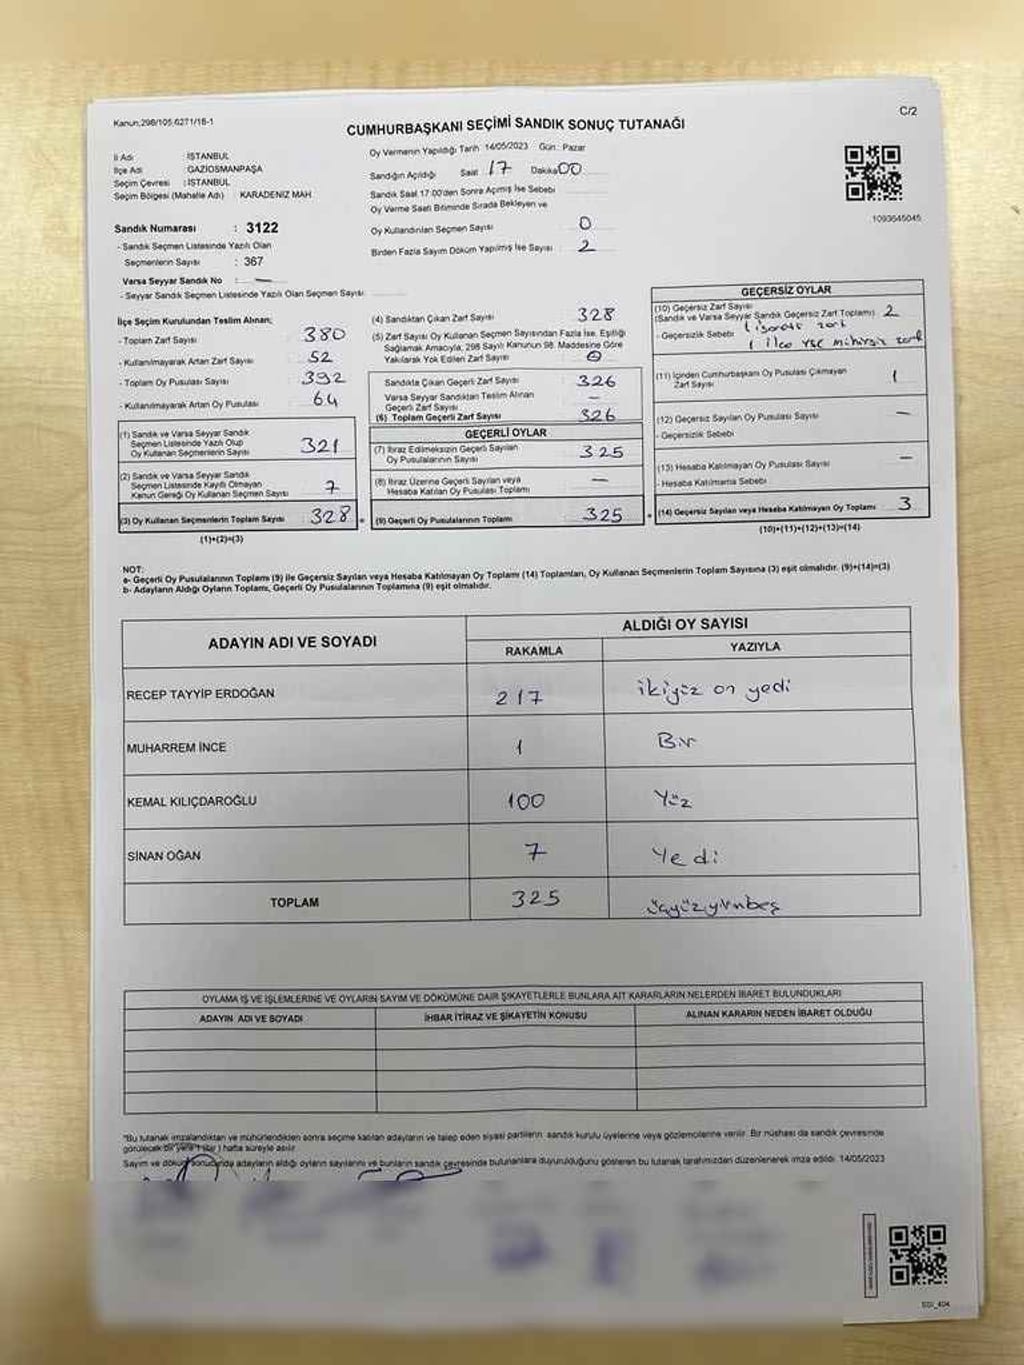 Kanun;298/105,6271/18-1
C/2
CUMHURBAŞKANI SEÇİMİ SANDIK SONUÇ TUTANAĞI
İl Adı : İSTANBUL
İlçe Adı : GAZİOSMANPAŞA
Seçim Çevresi : İSTANBUL
Seçim Bölgesi (Mahalle Adı) : KARADENİZ MAH
Oy Vermenin Yapıldığı Tarih 14/05/2023 Gün : Pazar
Sandığın Açıldığı Saat 17 Dakika 00
Sandık Saat 17:00'den Sonra Açılmış İse Sebebi
Oy Verme Saati Bitiminde Sırada Bekleyen ve
Oy Kullandırılan Seçmen Sayısı 0
Birden Fazla Sayım Döküm Yapılmış İse Sayısı 2
1093645045
Sandık Numarası : 3122
- Sandık Seçmen Listesinde Yazılı Olan
Seçmenlerin Sayısı : 367
Varsa Seyyar Sandık No : —
- Seyyar Sandık Seçmen Listesinde Yazılı Olan Seçmen Sayısı:
İlçe Seçim Kurulundan Teslim Alınan;
- Toplam Zarf Sayısı 380
- Kullanılmayarak Artan Zarf Sayısı 52
- Toplam Oy Pusulası Sayısı 392
- Kullanılmayarak Artan Oy Pusulası 64
(1) Sandık ve Varsa Seyyar Sandık
Seçmen Listesinde Yazılı Olup
Oy Kullanan Seçmenlerin Sayısı 321
(2) Sandık ve Varsa Seyyar Sandık
Seçmen Listesinde Kayıtlı Olmayan
Kanun Gereği Oy Kullanan Seçmen Sayısı 7
(3) Oy Kullanan Seçmenlerin Toplam Sayısı 328
(1)+(2)=(3)
(4) Sandıktan Çıkan Zarf Sayısı 328
(5) Zarf Sayısı Oy Kullanan Seçmen Sayısından Fazla İse, Eşitliği
Sağlamak Amacıyla, 298 Sayılı Kanunun 98. Maddesine Göre
Yakılarak Yok Edilen Zarf Sayısı 0
Sandıkta Çıkan Geçerli Zarf Sayısı 326
Varsa Seyyar Sandıktan Teslim Alınan
Geçerli Zarf Sayısı —
(6) Toplam Geçerli Zarf Sayısı 326
GEÇERLİ OYLAR
(7) İtiraz Edilmeksizin Geçerli Sayılan
Oy Pusulalarının Sayısı 325
(8) İtiraz Üzerine Geçerli Sayılan veya
Hesaba Katılan Oy Pusulası Toplamı —
(9) Geçerli Oy Pusulalarının Toplamı 325
GEÇERSİZ OYLAR
(10) Geçersiz Zarf Sayısı
(Sandık ve Varsa Seyyar Sandık Geçersiz Zarf Toplamı) 2
- Geçersizlik Sebebi 1 işaretli zarf
1 ilçe mühürsüz zarf
(11) İçinden Cumhurbaşkanı Oy Pusulası Çıkmayan
Zarf Sayısı 1
(12) Geçersiz Sayılan Oy Pusulası Sayısı —
- Geçersizlik Sebebi
(13) Hesaba Katılmayan Oy Pusulası Sayısı —
- Hesaba Katılmama Sebebi
(14) Geçersiz Sayılan veya Hesaba Katılmayan Oy Toplamı 3
(10)+(11)+(12)+(13)=(14)
NOT:
a- Geçerli Oy Pusulalarının Toplamı (9) ile Geçersiz Sayılan veya Hesaba Katılmayan Oy Toplamı (14) Toplamları, Oy Kullanan Seçmenlerin Toplam Sayısına (3) eşit olmalıdır. (9)+(14)=(3)
b- Adayların Aldığı Oyların Toplamı, Geçerli Oy Pusulalarının Toplamına (9) eşit olmalıdır.
ADAYIN ADI VE SOYADI ALDIĞI OY SAYISI
RAKAMLA YAZIYLA
RECEP TAYYİP ERDOĞAN 217 ikiyüz on yedi
MUHARREM İNCE 1 Bir
KEMAL KILIÇDAROĞLU 100 Yüz
SİNAN OĞAN 7 Yedi
TOPLAM 325 üçyüzyirmibeş
OYLAMA İŞ VE İŞLEMLERİNE VE OYLARIN SAYIM VE DÖKÜMÜNE DAİR ŞİKAYETLERLE BUNLARA AİT KARARLARIN NELERDEN İBARET BULUNDUKLARI
ADAYIN ADI VE SOYADI İHBAR İTİRAZ VE ŞİKAYETİN KONUSU ALINAN KARARIN NEDEN İBARET OLDUĞU
"Bu tutanak imzalandıktan ve mühürlendikten sonra seçime katılan adayların ve talep eden siyasi partilerin sandık kurulu üyelerine veya gözlemcilerine verilir. Bir nüshası da sandık çevresinde
görülecek bir yere 1 (bir) hafta süreyle asılır.
Sayım ve döküm sonucunda adayların aldığı oyların sayılarını ve bunların sandık çevresinde bulunanlara duyurulduğunu gösteren bu tutanak tarafımızdan düzenlenerek imza edildi. 14/05/2023